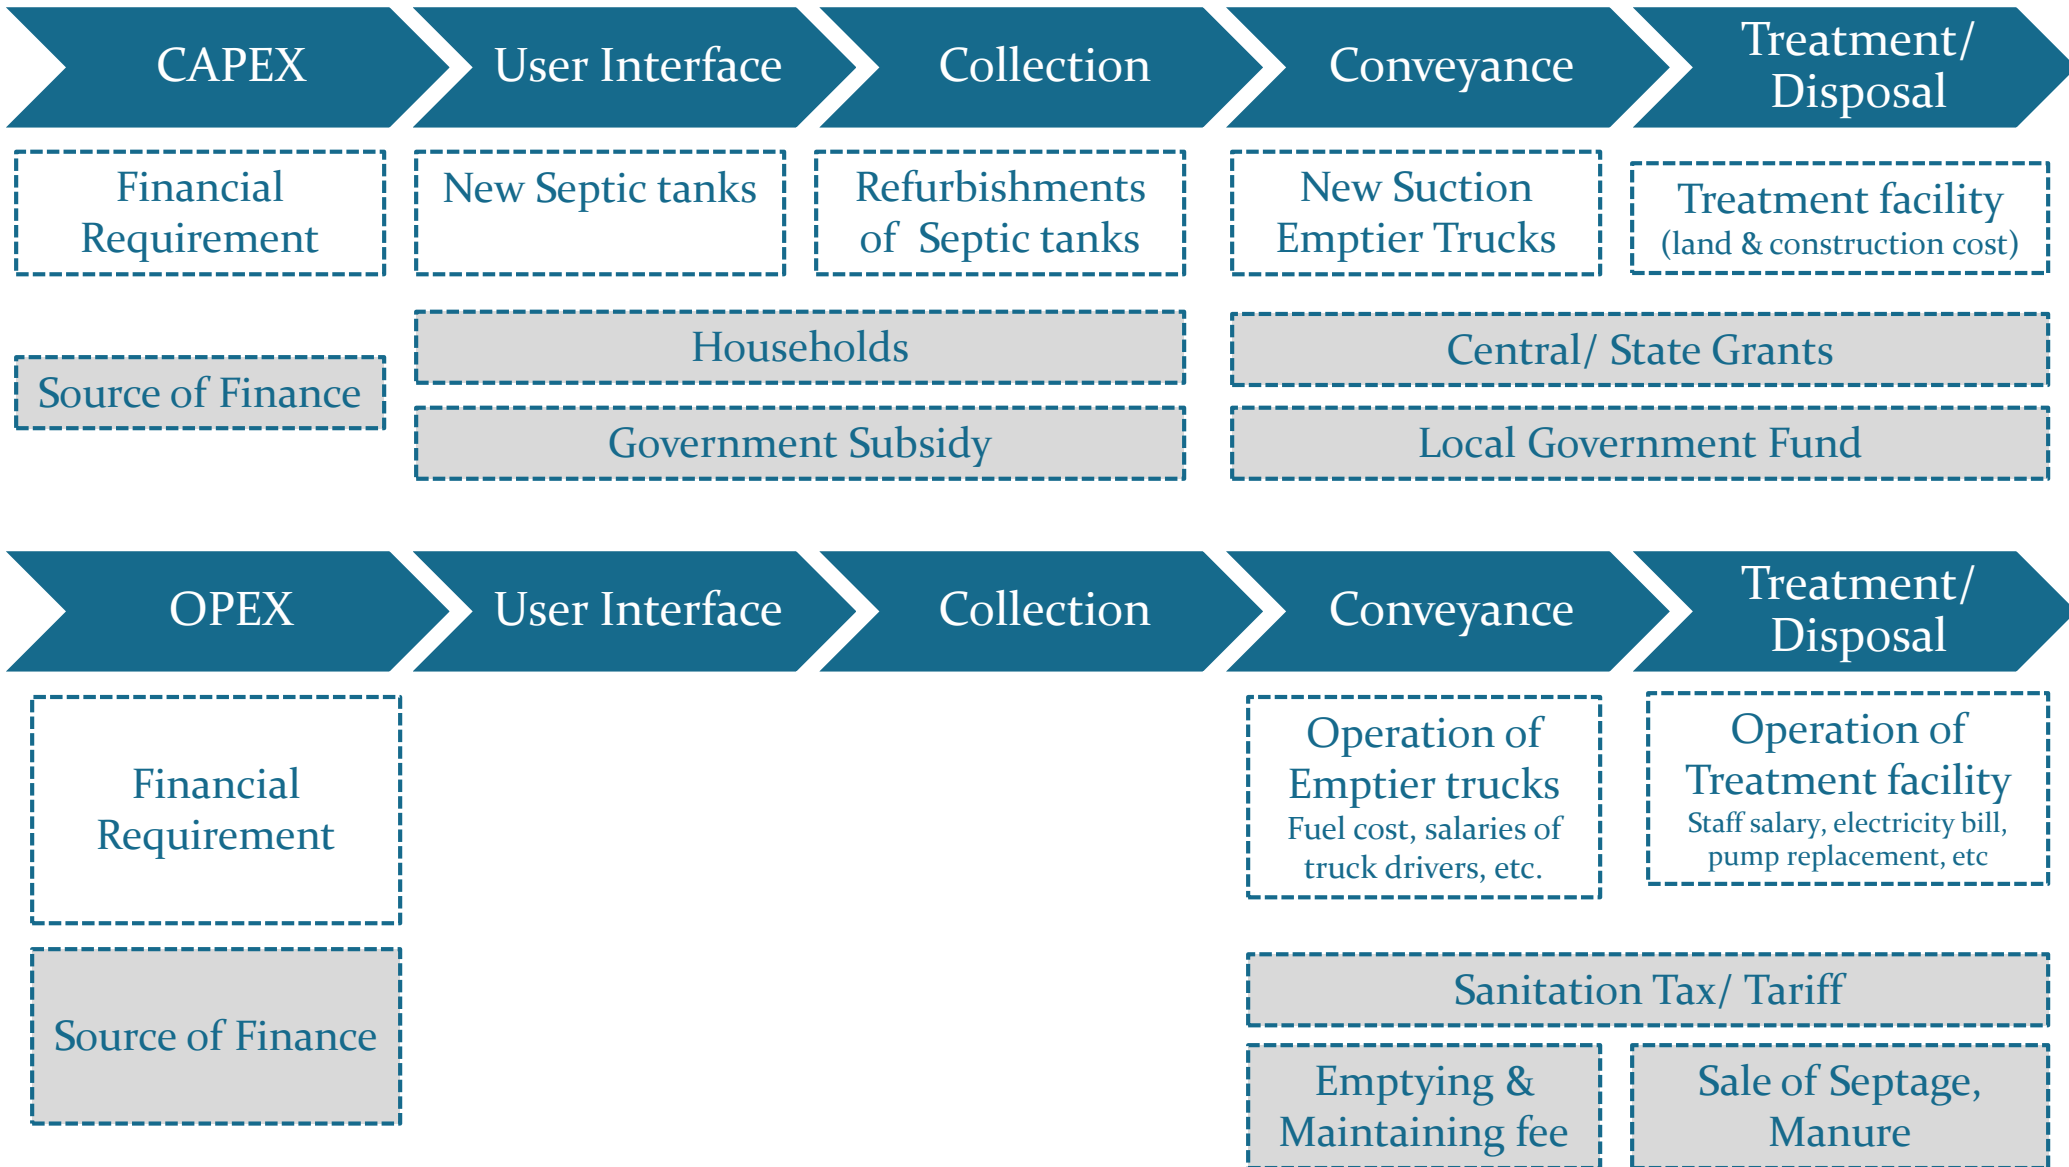 CAPEX
User Interface
Collection
Conveyance
Treatment/
Disposal
Financial
Requirement
New Septic tanks
Refurbishments
of Septic tanks
New Suction
Emptier Trucks
Treatment facility
(land & construction cost)
Source of Finance
Households
Government Subsidy
Central/ State Grants
Local Government Fund
OPEX
User Interface
Collection
Conveyance
Treatment/
Disposal
Financial
Requirement
Operation of
Emptier trucks
Fuel cost, salaries of
truck drivers, etc.
Operation of
Treatment facility
Staff salary, electricity bill,
pump replacement, etc
Source of Finance
Sanitation Tax/ Tariff
Emptying &
Maintaining fee
Sale of Septage,
Manure